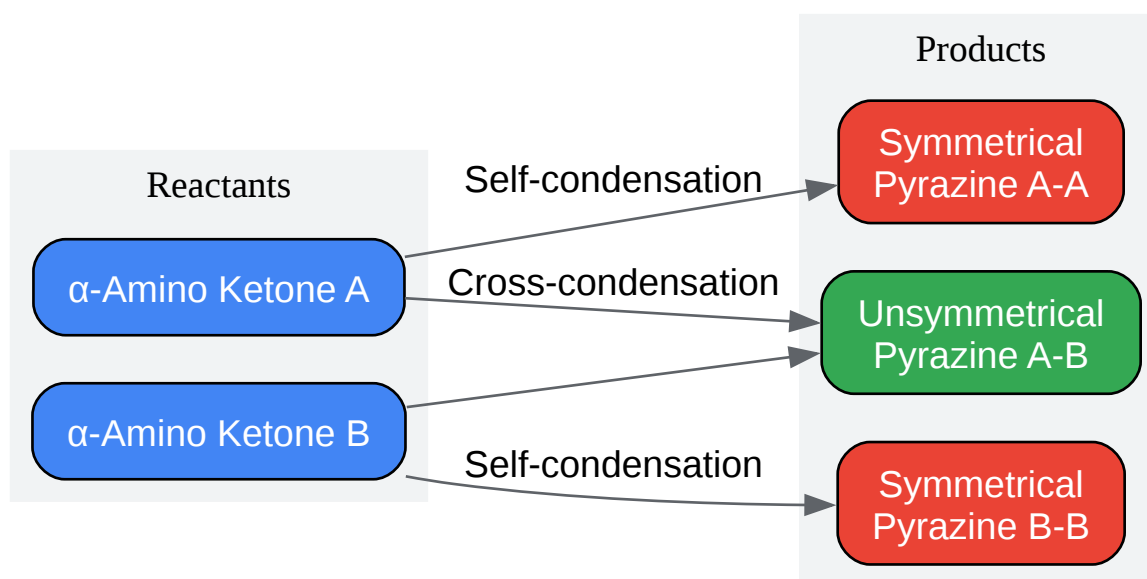 Reactants
α-Amino Ketone A
α-Amino Ketone B
Self-condensation
Cross-condensation
Self-condensation
Products
Symmetrical
Pyrazine A-A
Unsymmetrical
Pyrazine A-B
Symmetrical
Pyrazine B-B